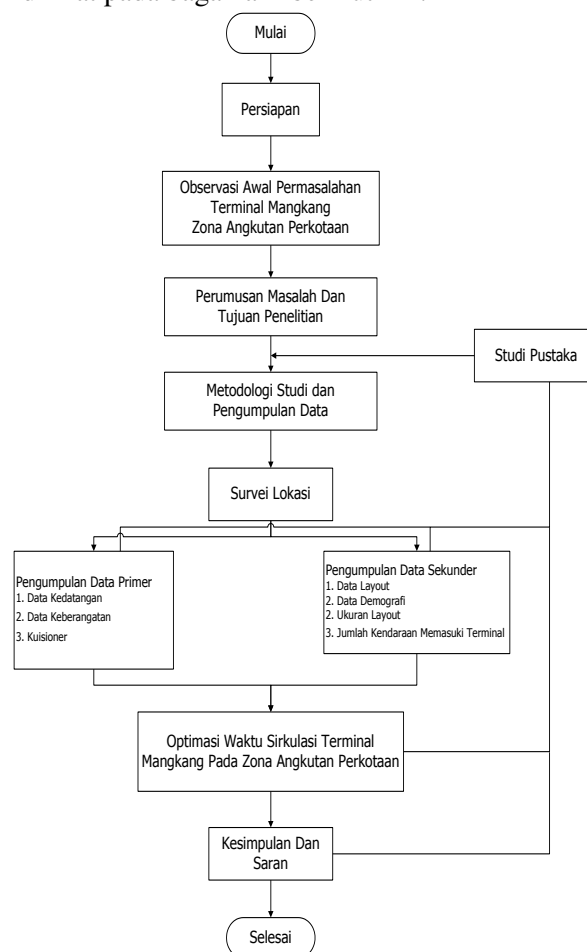 pada bagan
Mulai
Persiapan
Observasi Awal Permasalahan
Terminal Mangkang
Zona Angkutan Perkotaan
Perumusan Masalah Dan
Tujuan Penelitian
Studi Pustaka
Metodologi Studi dan
Pengumpulan Data
Survei Lokasi
Pengumpulan Data Primer
1. Data Kedatangan
2. Data Keberangatan
3. Kuisioner
Pengumpulan Data Sekunder
1. Data Layout
2. Data Demografi
2. Ukuran Layout
3. Jumlah Kendaraan Memasuki Terminal
Optimasi Waktu Sirkulasi Terminal
Mangkang Pada Zona Angkutan Perkotaan
Kesimpulan Dan
Saran
Selesai